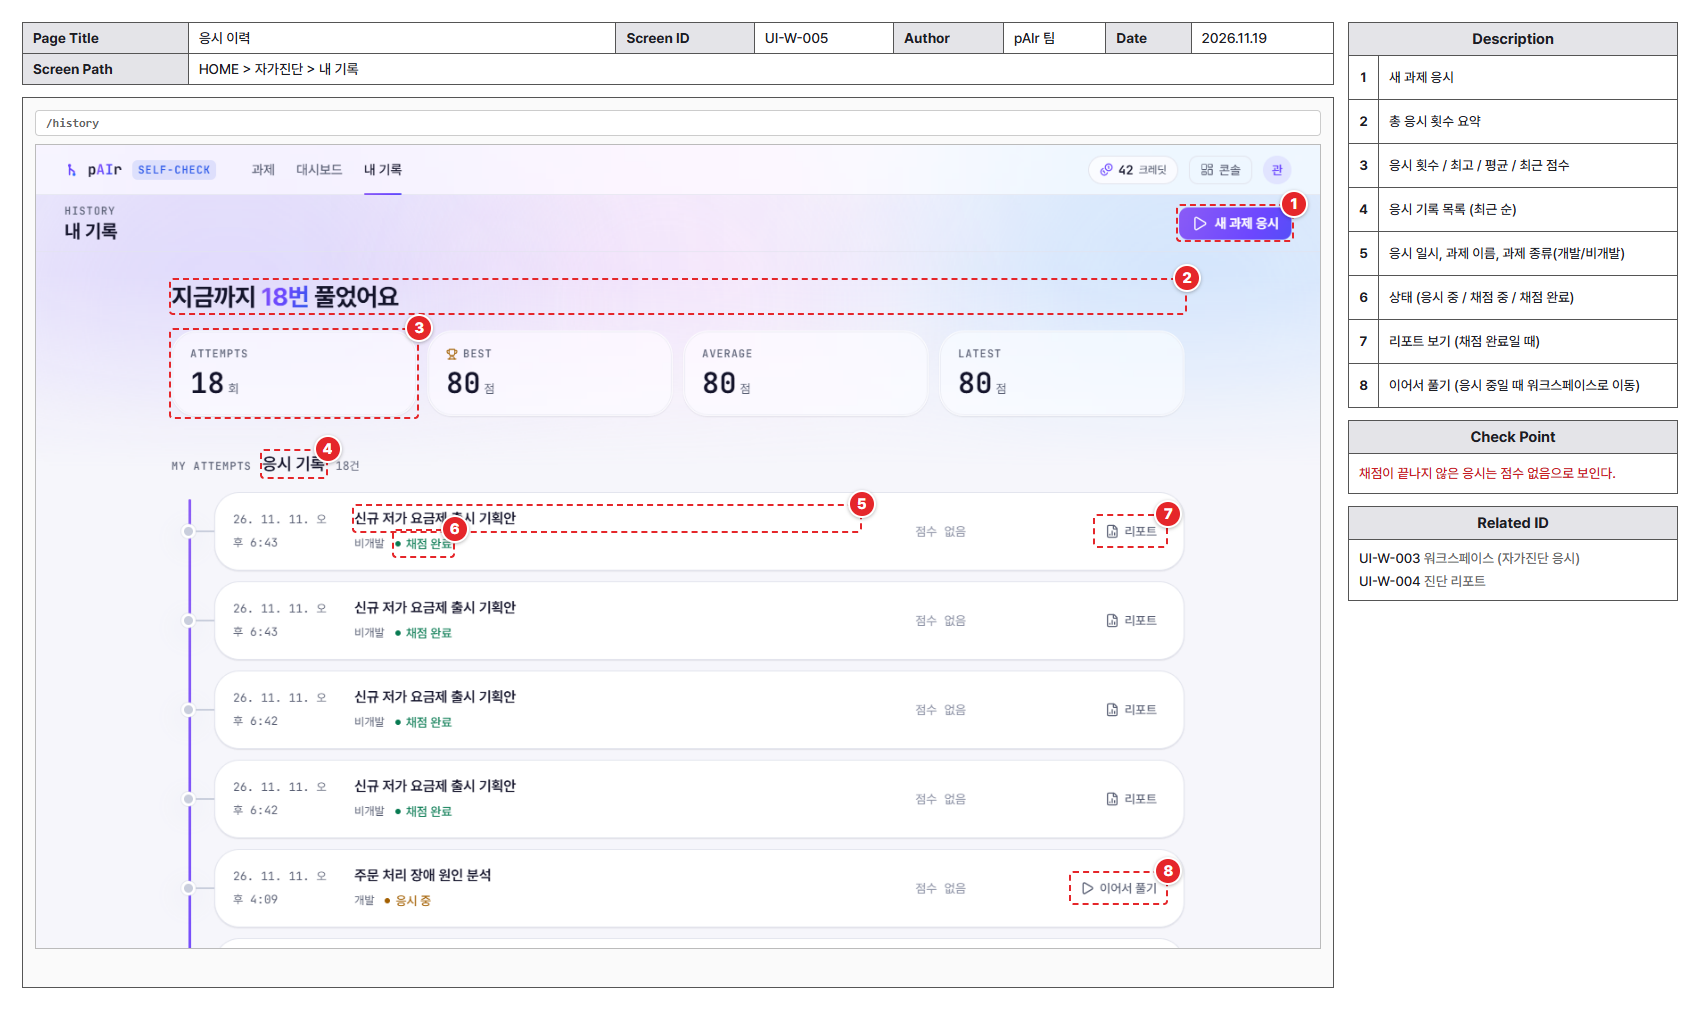 Page Title 응시 이력 Screen ID UI-W-005 Author pAIr 팀 Date 2026.11.19
Screen Path HOME > 자가진단 > 내 기록
/history
pAIr SELF-CHECK 과제 대시보드 내 기록 42 크레딧 콘솔 관
HISTORY
내 기록
새 과제 응시 1
지금까지 18번 풀었어요 2
3
ATTEMPTS
18 회
BEST
80 점
AVERAGE
80 점
LATEST
80 점
MY ATTEMPTS 응시 기록 18건 4
26. 11. 11. 오
후 6:43
신규 저가 요금제 출시 기획안 5
비개발 채점 완료 6
점수 없음
리포트 7
26. 11. 11. 오
후 6:43
신규 저가 요금제 출시 기획안
비개발 채점 완료
점수 없음
리포트
26. 11. 11. 오
후 6:42
신규 저가 요금제 출시 기획안
비개발 채점 완료
점수 없음
리포트
26. 11. 11. 오
후 6:42
신규 저가 요금제 출시 기획안
비개발 채점 완료
점수 없음
리포트
26. 11. 11. 오
후 4:09
주문 처리 장애 원인 분석
개발 응시 중
점수 없음
이어서 풀기 8
Description
1 새 과제 응시
2 총 응시 횟수 요약
3 응시 횟수 / 최고 / 평균 / 최근 점수
4 응시 기록 목록 (최근 순)
5 응시 일시, 과제 이름, 과제 종류(개발/비개발)
6 상태 (응시 중 / 채점 중 / 채점 완료)
7 리포트 보기 (채점 완료일 때)
8 이어서 풀기 (응시 중일 때 워크스페이스로 이동)
Check Point
채점이 끝나지 않은 응시는 점수 없음으로 보인다.
Related ID
UI-W-003 워크스페이스 (자가진단 응시)
UI-W-004 진단 리포트